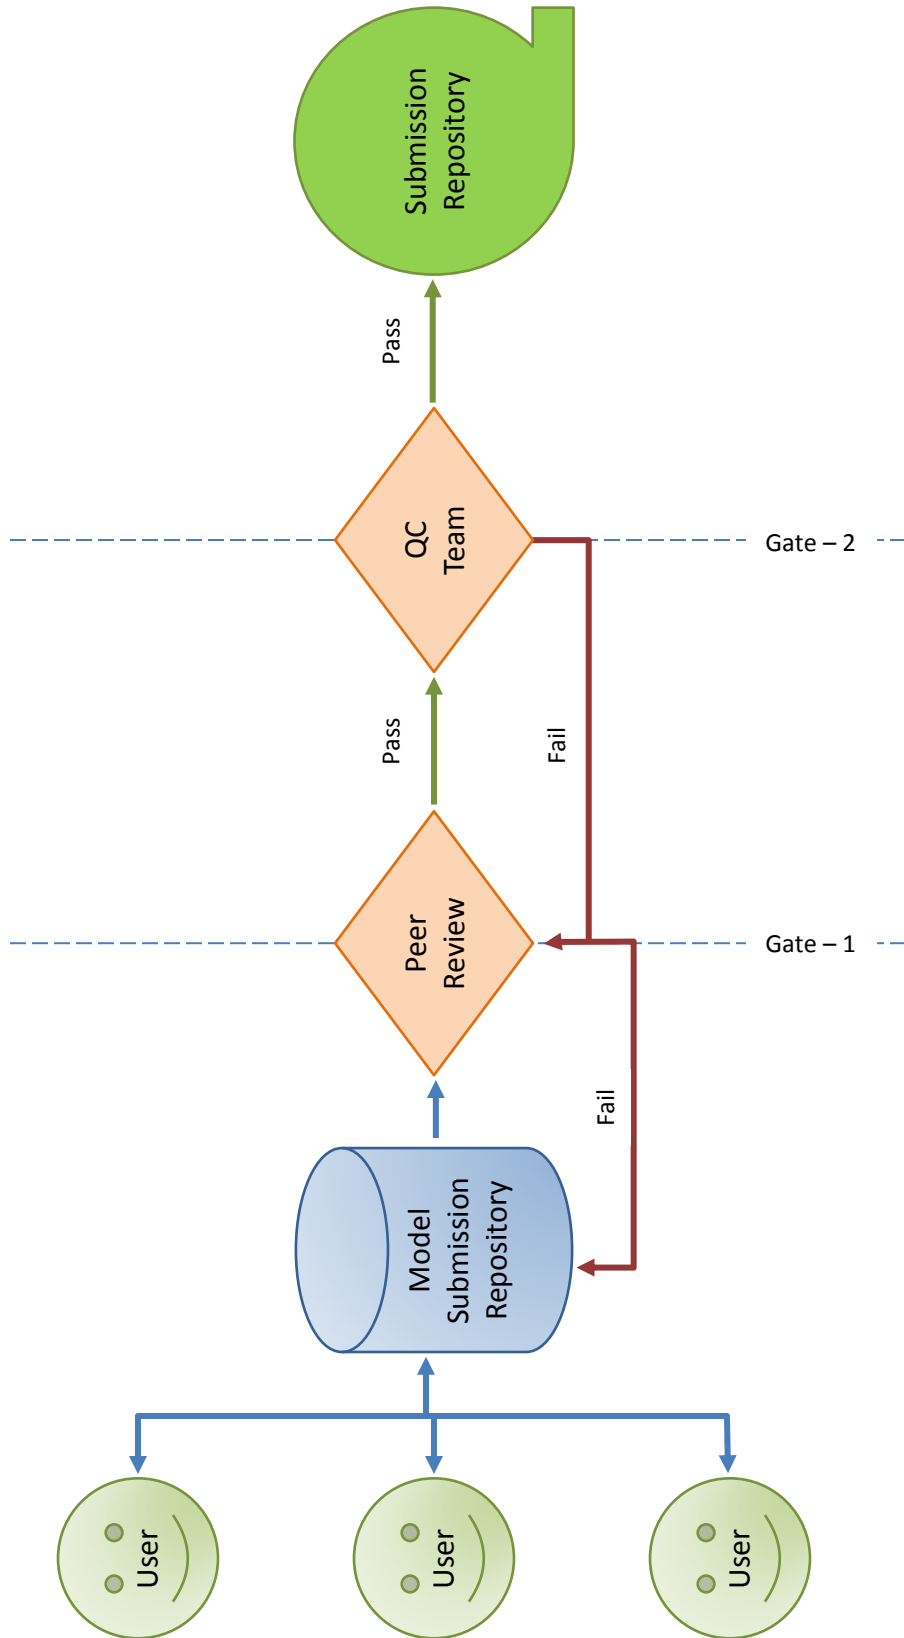 User
User
User
Model
Submission
Repository
Peer
Review
QC
Team
Submission
Repository
Pass
Pass
Fail
Fail
Gate – 1
Gate – 2